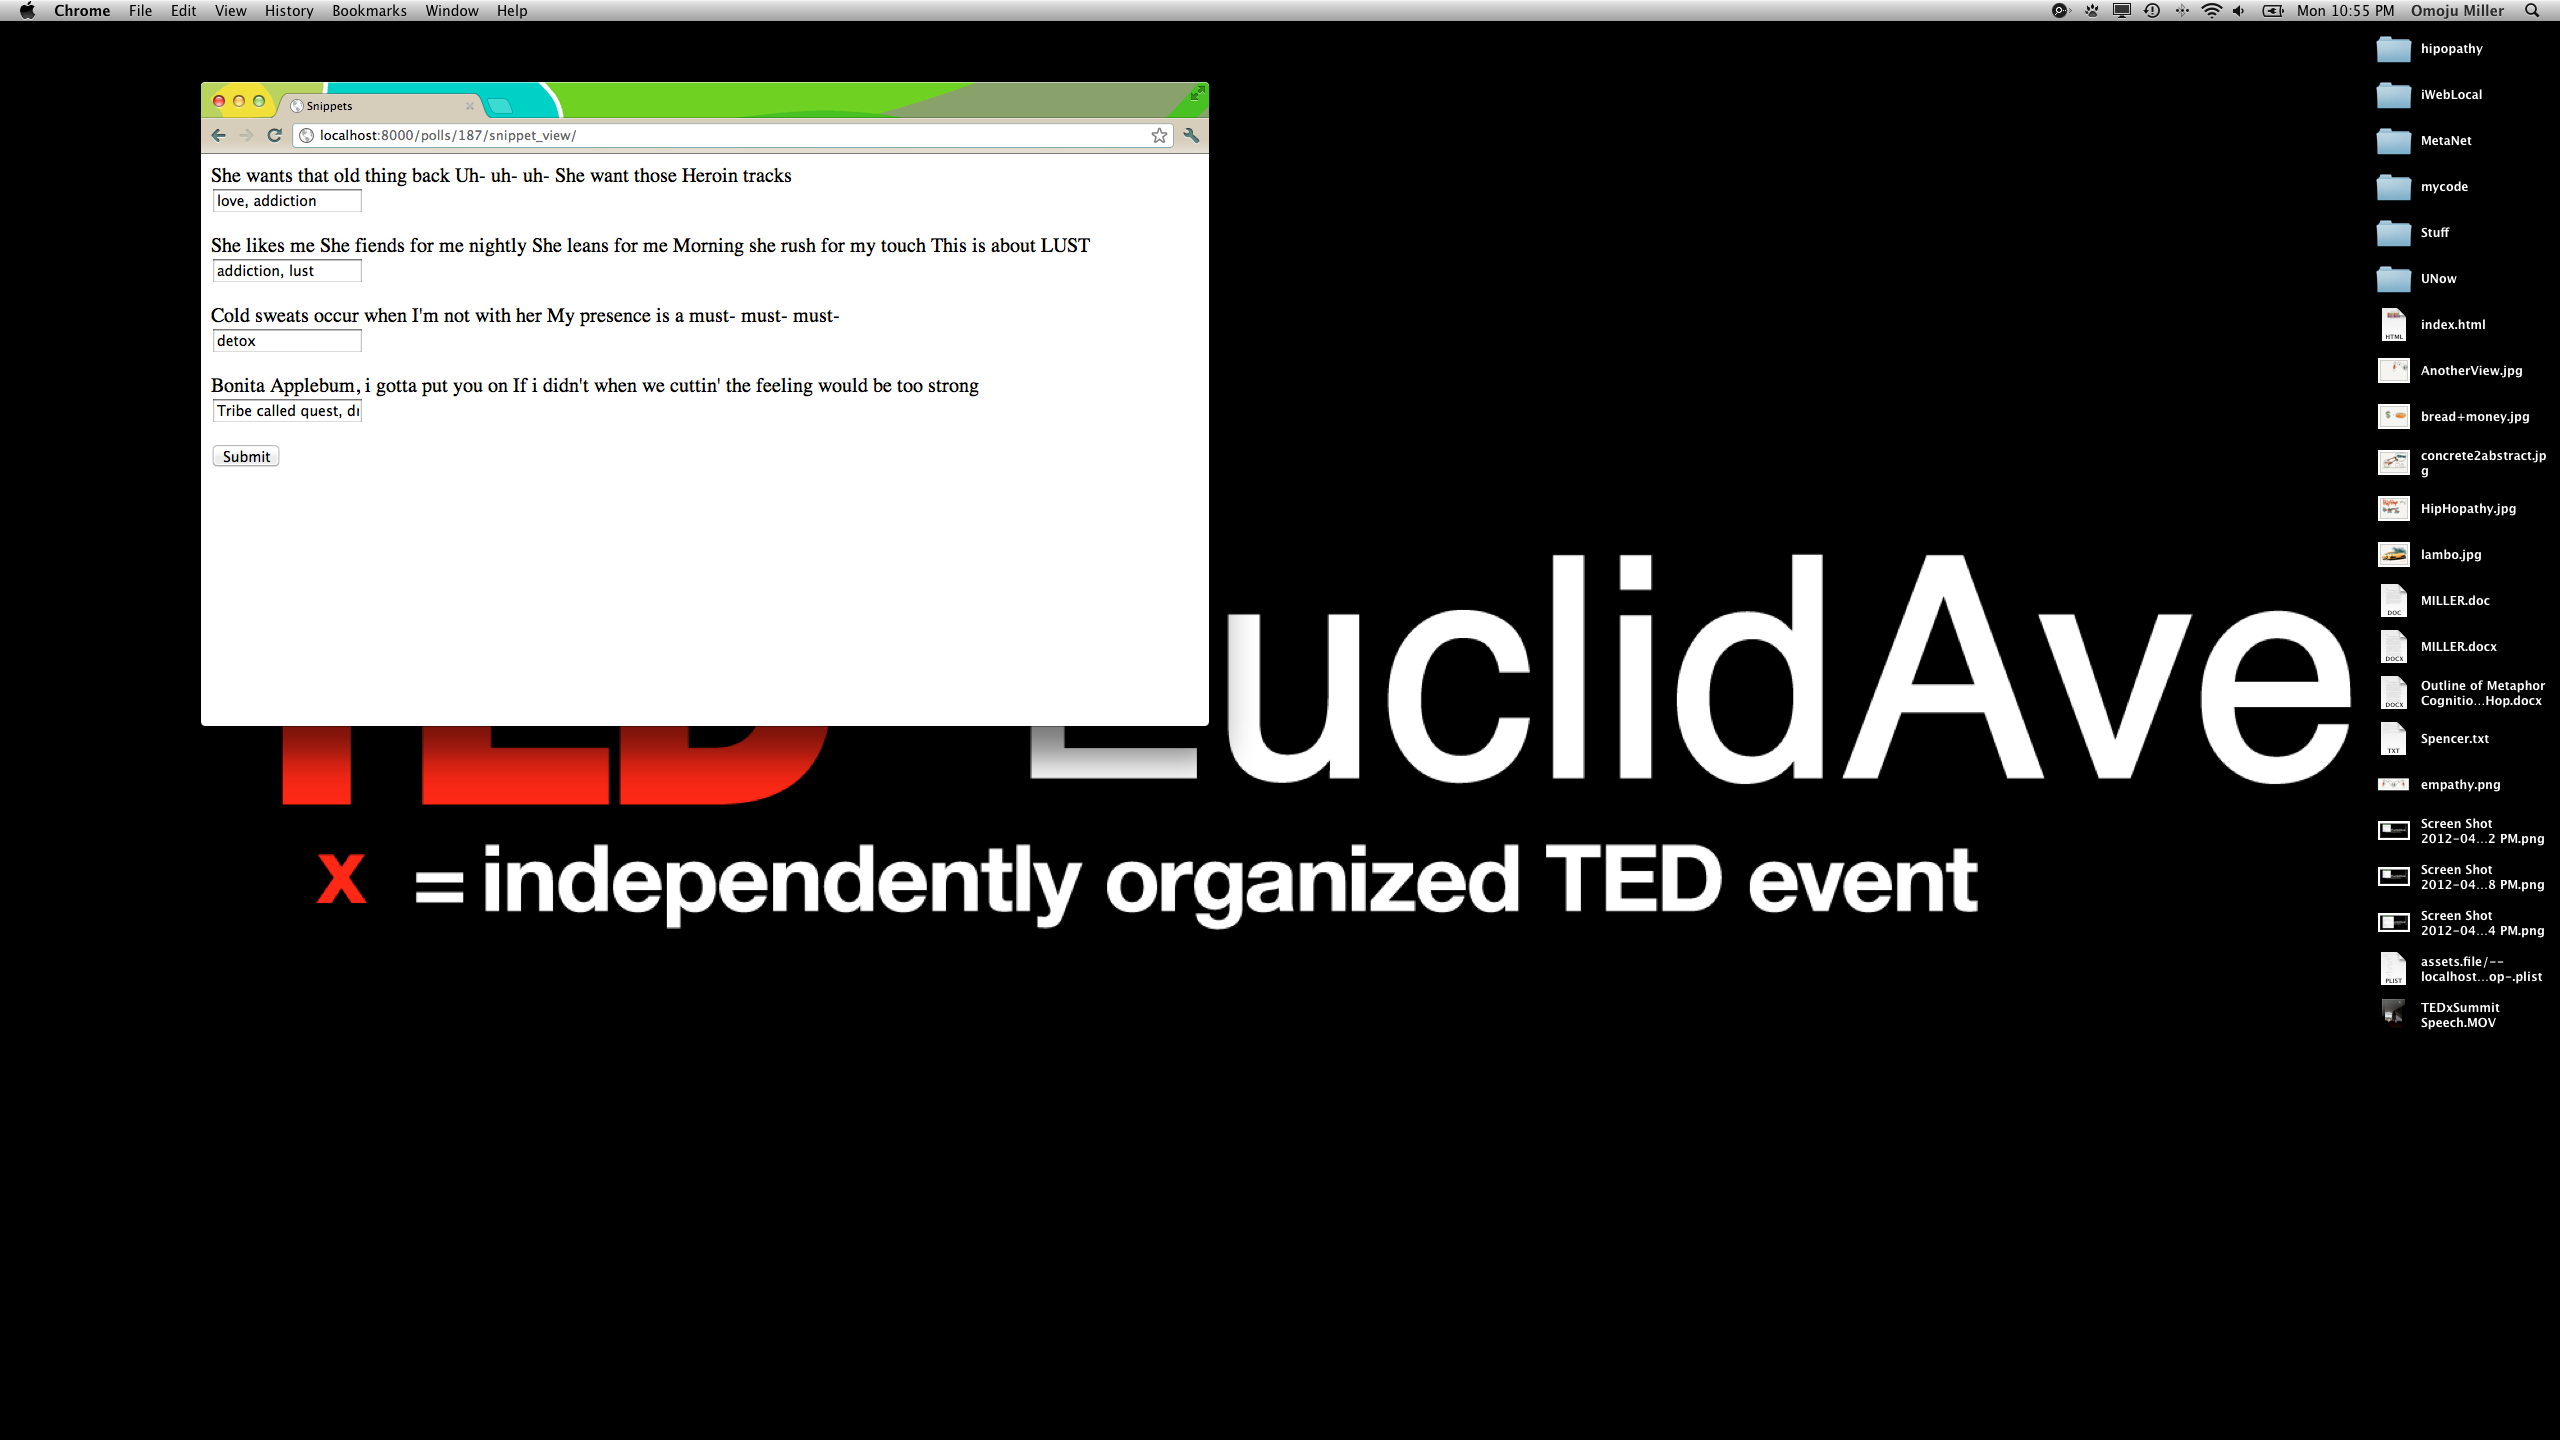 Chrome File Edit View History Bookmarks Window Help
Mon 10:55 PM Omoju Miller
Snippets
localhost:8000/polls/187/snippet_view/
She wants that old thing back Uh- uh- uh- She want those Heroin tracks
love, addiction
She likes me She fiends for me nightly She leans for me Morning she rush for my touch This is about LUST
addiction, lust
Cold sweats occur when I'm not with her My presence is a must- must- must-
detox
Bonita Applebum, i gotta put you on If i didn't when we cuttin' the feeling would be too strong
Tribe called quest,
Submit
TED EuclidAve
x = independently organized TED event
hipopathy
iWebLocal
MetaNet
mycode
Stuff
UNow
HTML
index.html
AnotherView.jpg
bread+money.jpg
concrete2abstract.jp
g
HipHopathy.jpg
lambo.jpg
DOC
MILLER.doc
DOCX
MILLER.docx
DOCX
Outline of Metaphor
Cognitio...Hop.docx
TXT
Spencer.txt
empathy.png
Screen Shot
2012-04...2 PM.png
Screen Shot
2012-04...8 PM.png
Screen Shot
2012-04...4 PM.png
PLIST
assets.file/--
localhost...op-.plist
TEDxSummit
Speech.MOV